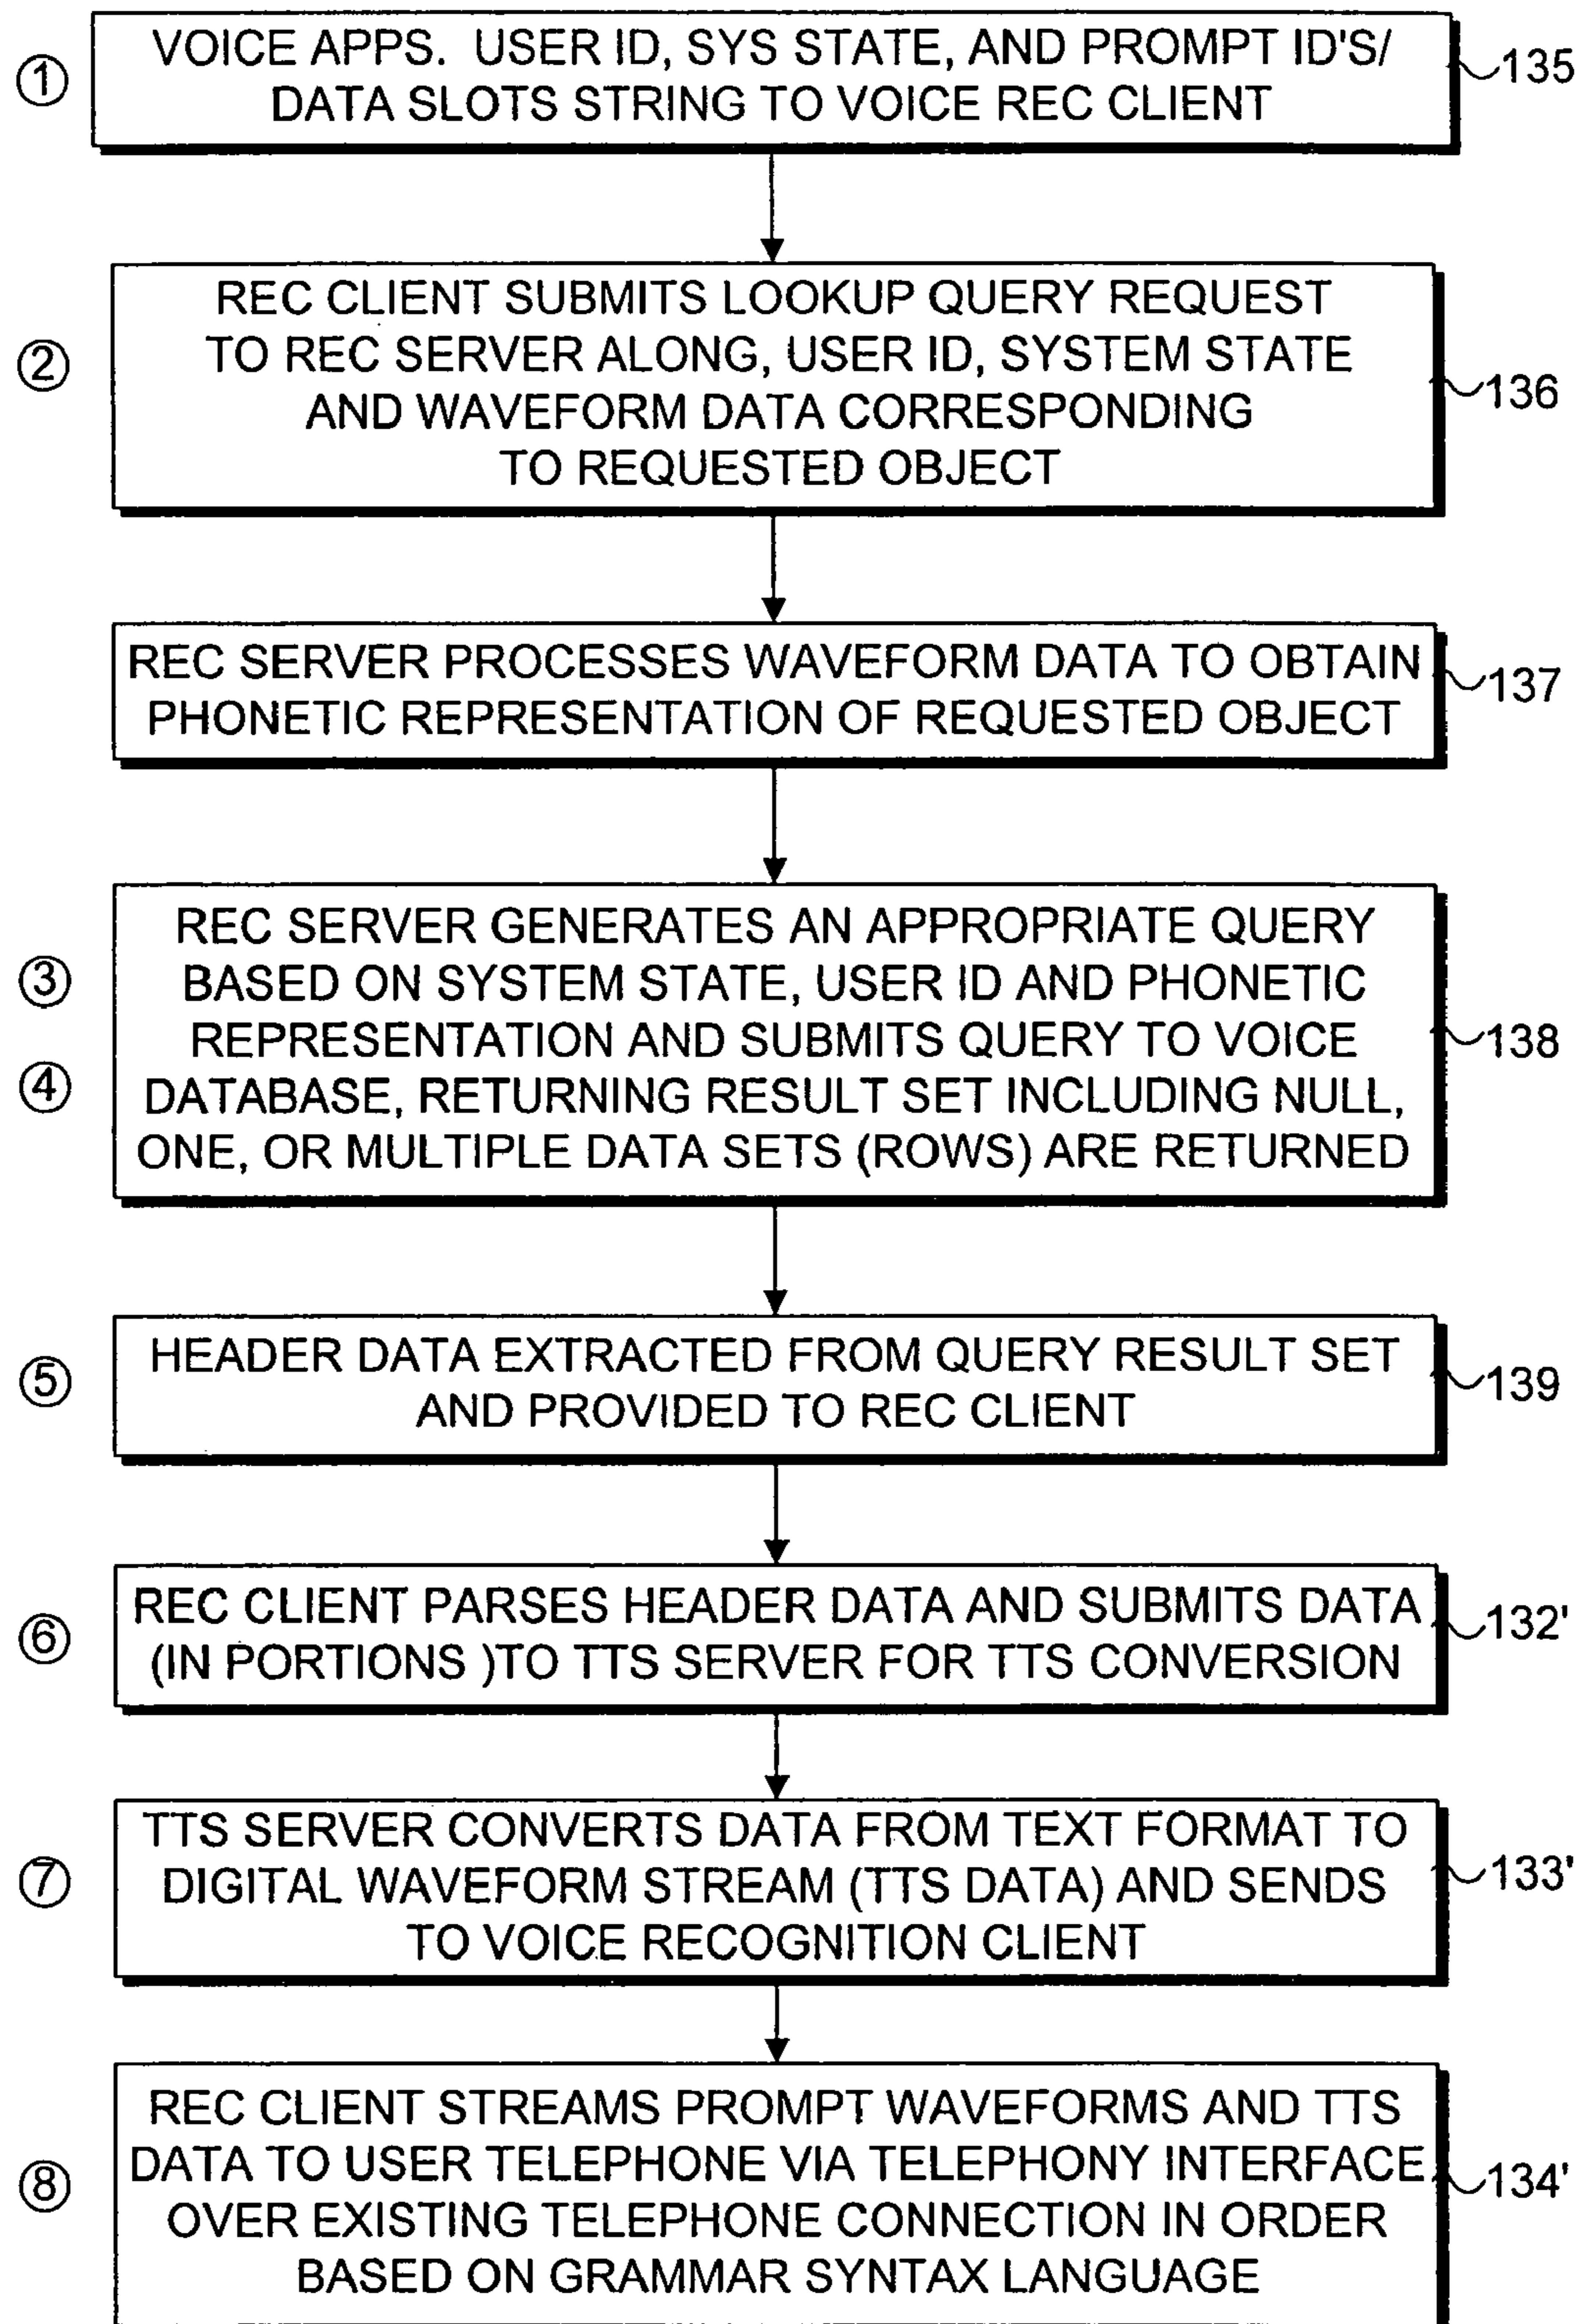 ① VOICE APPS. USER ID, SYS STATE, AND PROMPT ID'S/ 135
DATA SLOTS STRING TO VOICE REC CLIENT
② REC CLIENT SUBMITS LOOKUP QUERY REQUEST
TO REC SERVER ALONG, USER ID, SYSTEM STATE
AND WAVEFORM DATA CORRESPONDING 136
TO REQUESTED OBJECT
REC SERVER PROCESSES WAVEFORM DATA TO OBTAIN 137
PHONETIC REPRESENTATION OF REQUESTED OBJECT
REC SERVER GENERATES AN APPROPRIATE QUERY
③ BASED ON SYSTEM STATE, USER ID AND PHONETIC
REPRESENTATION AND SUBMITS QUERY TO VOICE 138
④ DATABASE, RETURNING RESULT SET INCLUDING NULL,
ONE, OR MULTIPLE DATA SETS (ROWS) ARE RETURNED
⑤ HEADER DATA EXTRACTED FROM QUERY RESULT SET 139
AND PROVIDED TO REC CLIENT
⑥ REC CLIENT PARSES HEADER DATA AND SUBMITS DATA 132'
(IN PORTIONS )TO TTS SERVER FOR TTS CONVERSION
TTS SERVER CONVERTS DATA FROM TEXT FORMAT TO
⑦ DIGITAL WAVEFORM STREAM (TTS DATA) AND SENDS 133'
TO VOICE RECOGNITION CLIENT
REC CLIENT STREAMS PROMPT WAVEFORMS AND TTS
⑧ DATA TO USER TELEPHONE VIA TELEPHONY INTERFACE 134'
OVER EXISTING TELEPHONE CONNECTION IN ORDER
BASED ON GRAMMAR SYNTAX LANGUAGE